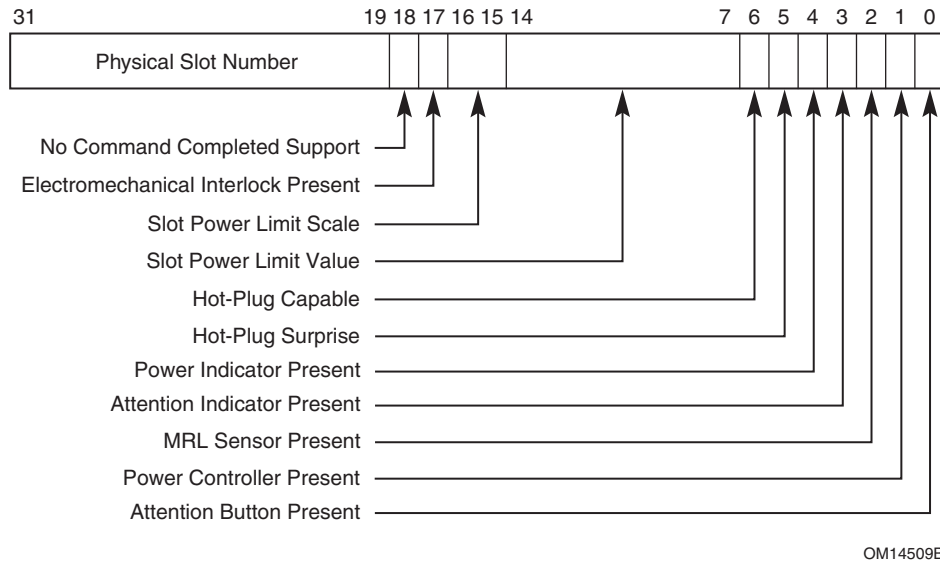 31 19 18 17 16 15 14 7 6 5 4 3 2 1 0
Physical Slot Number
No Command Completed Support
Electromechanical Interlock Present
Slot Power Limit Scale
Slot Power Limit Value
Hot-Plug Capable
Hot-Plug Surprise
Power Indicator Present
Attention Indicator Present
MRL Sensor Present
Power Controller Present
Attention Button Present
OM14509B